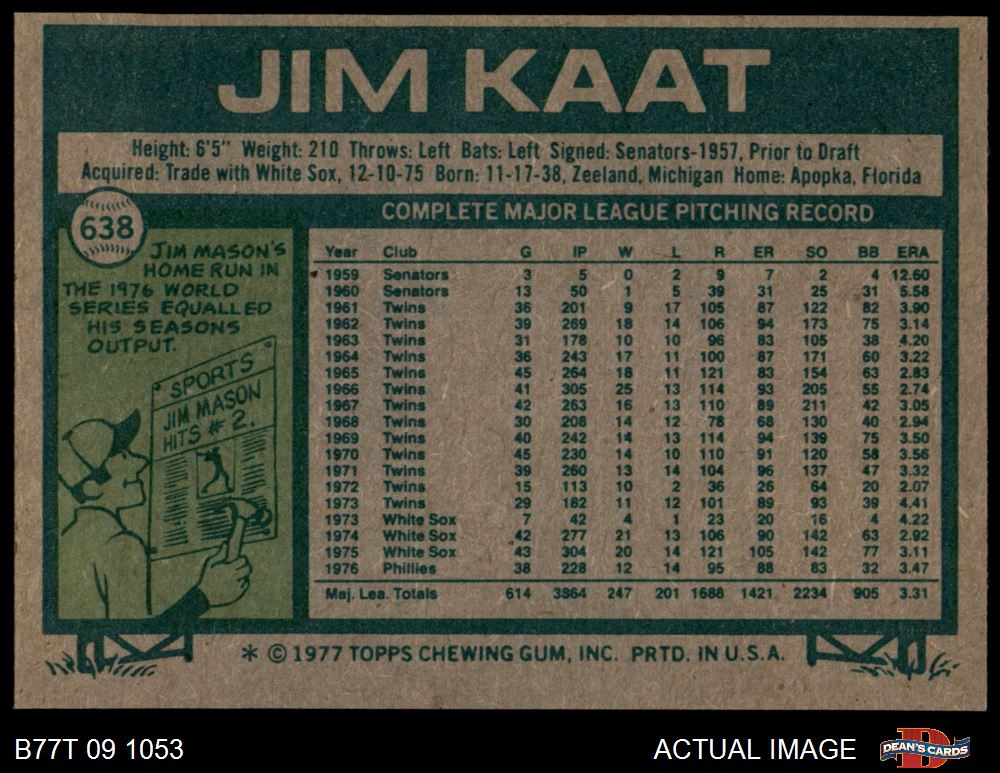 JIM KAAT
Height: 6'5" Weight: 210 Throws: Left Bats: Left Signed: Senators-1957, Prior to Draft
Acquired: Trade with White Sox, 12-10-75 Born: 11-17-38, Zeeland, Michigan Home: Apopka, Florida
638
JIM MASON'S
HOME RUN IN
THE 1976 WORLD
SERIES EQUALLED
HIS SEASONS
OUTPUT.
SPORTS
JIM MASON
HITS # 2.
COMPLETE MAJOR LEAGUE PITCHING RECORD
Year Club G IP W L R ER SO BB ERA
1959 Senators 3 5 0 2 9 7 2 4 12.60
1960 Senators 13 50 1 5 39 31 25 31 5.58
1961 Twins 36 201 9 17 105 87 122 82 3.90
1962 Twins 39 269 18 14 106 94 173 75 3.14
1963 Twins 31 178 10 10 96 83 105 38 4.20
1964 Twins 36 243 17 11 100 87 171 60 3.22
1965 Twins 45 264 18 11 121 83 154 63 2.83
1966 Twins 41 305 25 13 114 93 205 55 2.74
1967 Twins 42 263 16 13 110 89 211 42 3.05
1968 Twins 30 208 14 12 78 68 130 40 2.94
1969 Twins 40 242 14 13 114 94 139 75 3.50
1970 Twins 45 230 14 10 110 91 120 58 3.56
1971 Twins 39 260 13 14 104 96 137 47 3.32
1972 Twins 15 113 10 2 36 26 64 20 2.07
1973 Twins 29 182 11 12 101 89 93 39 4.41
1973 White Sox 7 42 4 1 23 20 16 4 4.22
1974 White Sox 42 277 21 13 106 90 142 63 2.92
1975 White Sox 43 304 20 14 121 105 142 77 3.11
1976 Phillies 38 228 12 14 95 88 83 32 3.47
Maj. Lea. Totals 614 3864 247 201 1688 1421 2234 905 3.31
* © 1977 TOPPS CHEWING GUM, INC. PRTD. IN U.S.A.
B77T 09 1053
ACTUAL IMAGE
DEAN'S CARDS